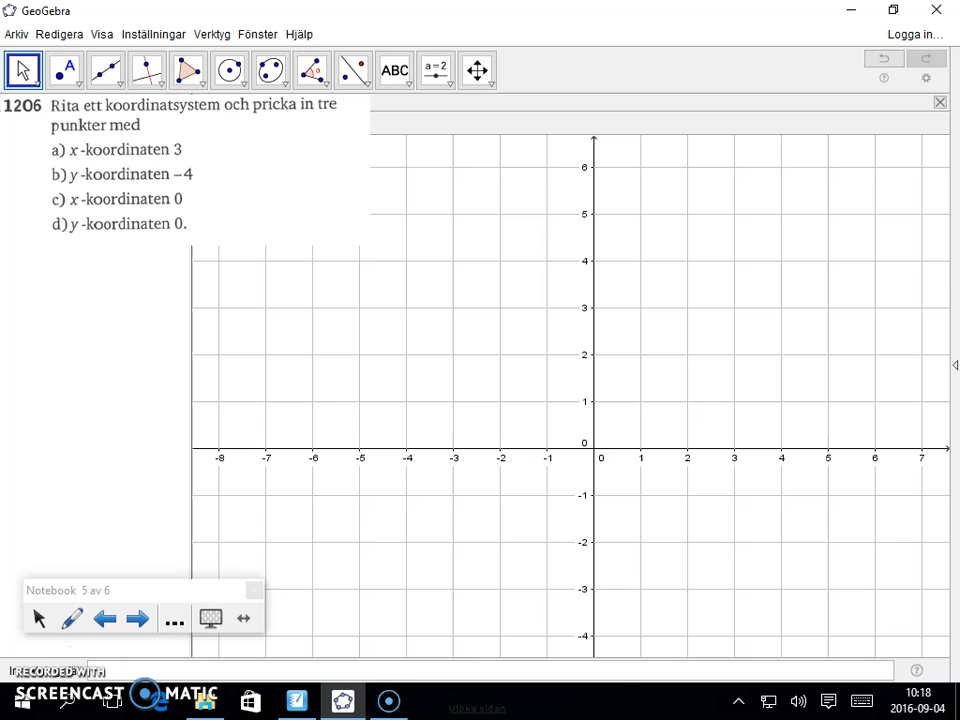 GeoGebra
Arkiv Redigera Visa Inställningar Verktyg Fönster Hjälp Logga in...
A ABC a=2
1206 Rita ett koordinatsystem och pricka in tre
punkter med
a) x-koordinaten 3
b) y-koordinaten –4
c) x-koordinaten 0
d) y-koordinaten 0.
6
5
4
3
2
1
0
-8 -7 -6 -5 -4 -3 -2 -1 0 1 2 3 4 5 6 7
-1
-2
-3
-4
Notebook 5 av 6
RECORDED WITH
SCREENCAST MATIC
Utöka sidan
10:18
2016-09-04